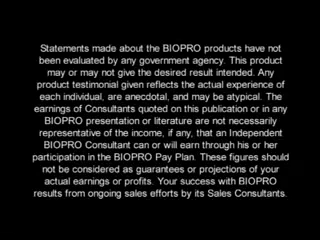 Statements made about the BIOPRO products have not
been evaluated by any government agency. This product
may or may not give the desired result intended. Any
product testimonial given reflects the actual experience of
each individual, are anecdotal, and may be atypical. The
earnings of Consultants quoted on this publication or in any
BIOPRO presentation or literature are not necessarily
representative of the income, if any, that an Independent
BIOPRO Consultant can or will earn through his or her
participation in the BIOPRO Pay Plan. These figures should
not be considered as guarantees or projections of your
actual earnings or profits. Your success with BIOPRO
results from ongoing sales efforts by its Sales Consultants.